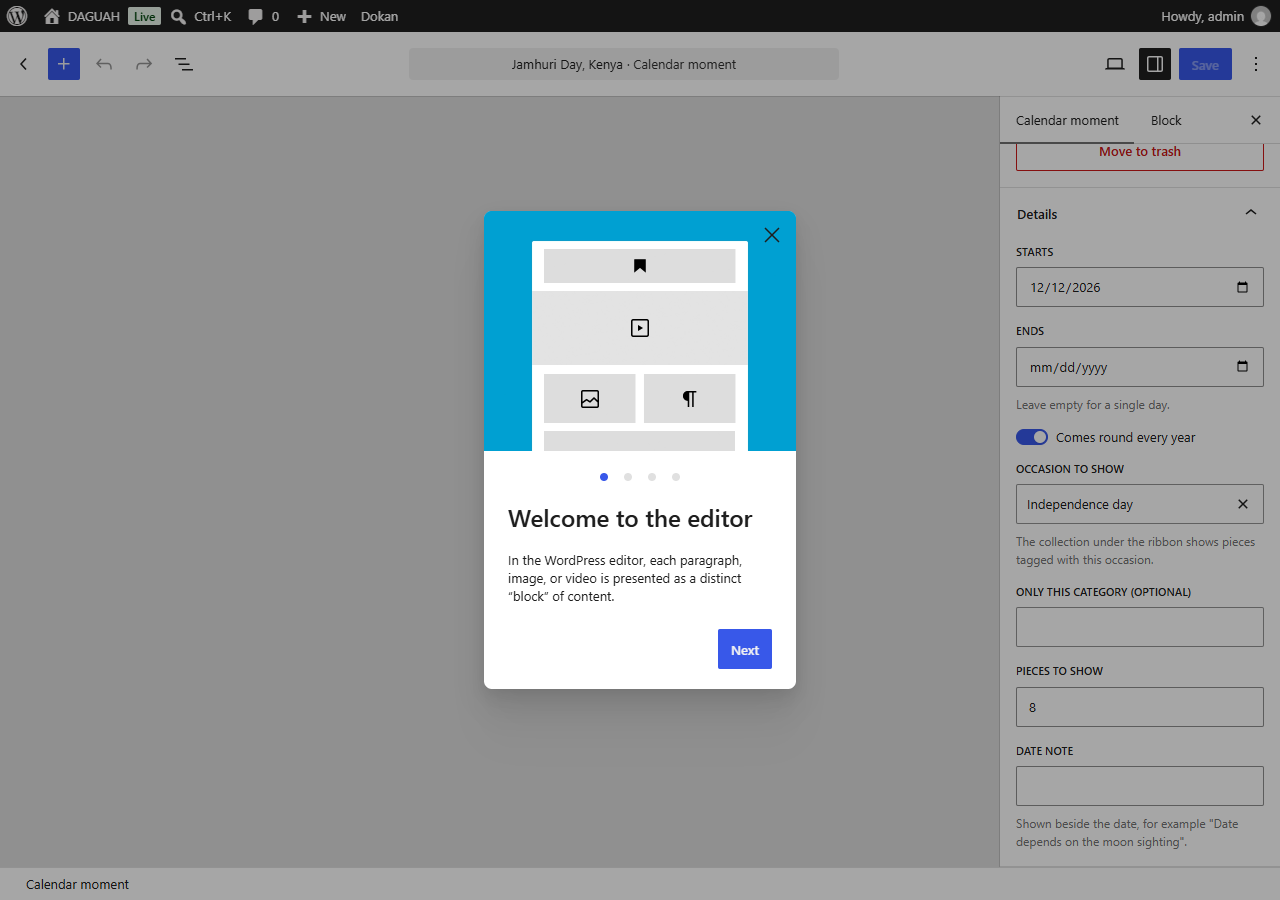 DAGUAH Live Ctrl+K 0 New Dokan Howdy, admin
Jamhuri Day, Kenya · Calendar moment Save
Calendar moment Block
Move to trash
Details
STARTS
12/12/2026
ENDS
mm/dd/yyyy
Leave empty for a single day.
Comes round every year
OCCASION TO SHOW
Independence day
The collection under the ribbon shows pieces
tagged with this occasion.
ONLY THIS CATEGORY (OPTIONAL)
PIECES TO SHOW
8
DATE NOTE
Shown beside the date, for example "Date
depends on the moon sighting".
Welcome to the editor
In the WordPress editor, each paragraph,
image, or video is presented as a distinct
“block” of content.
Next
Calendar moment